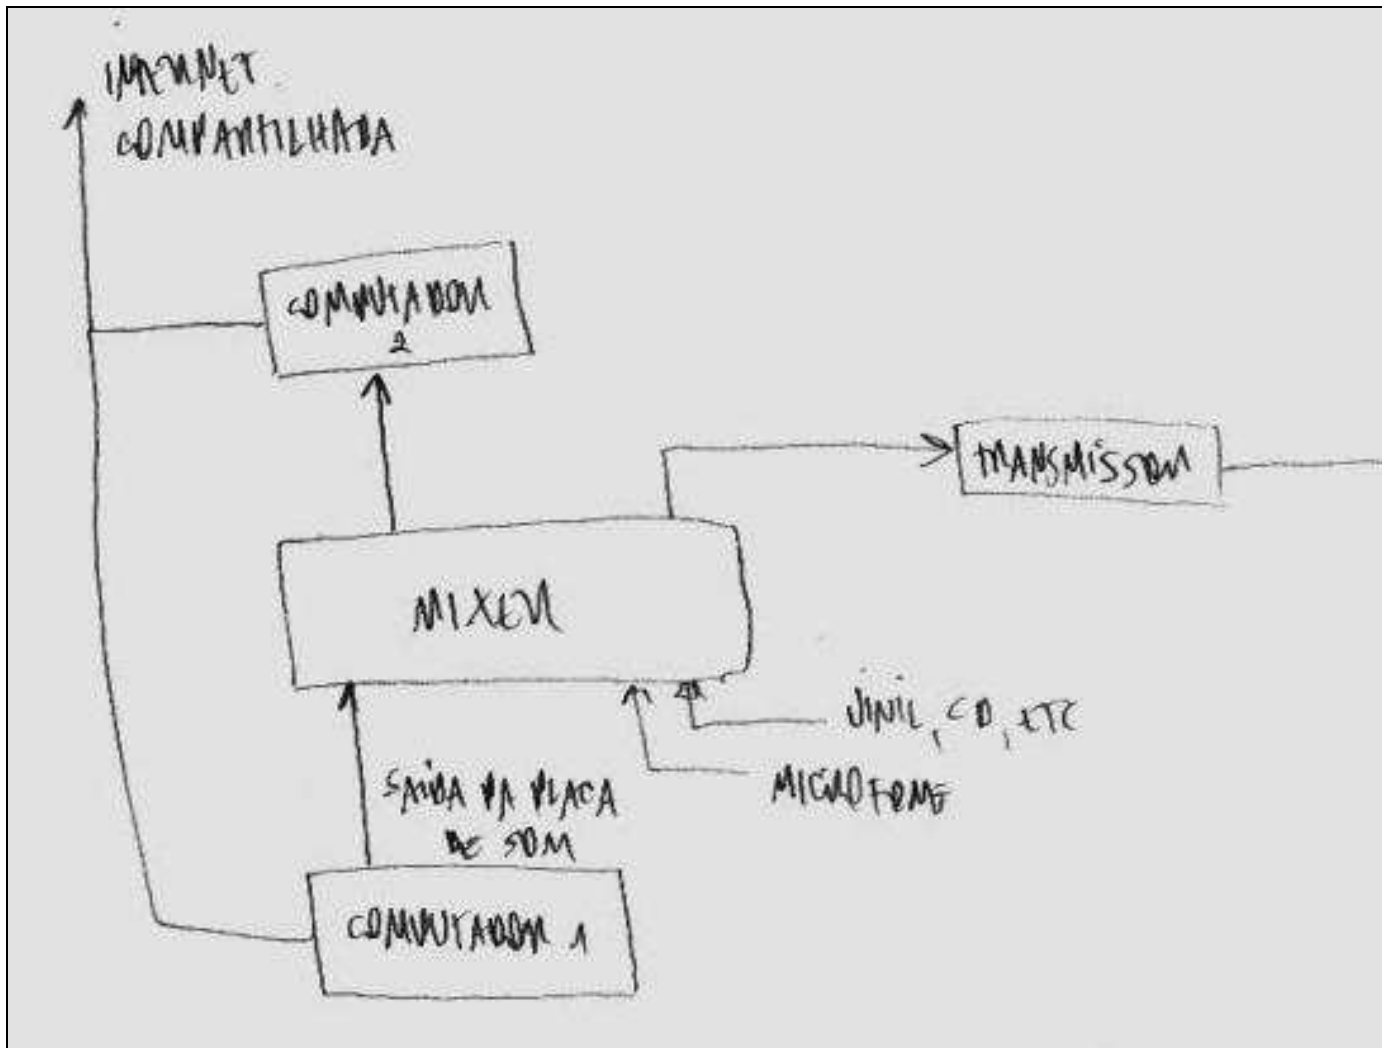 INTERNET
COMPARTILHADA
COMPUTADOR
2
TRANSMISSOR
MIXER
VINIL, CD, ETC
MICROFONE
SAÍDA DA PLACA
DE SOM
COMPUTADOR 1